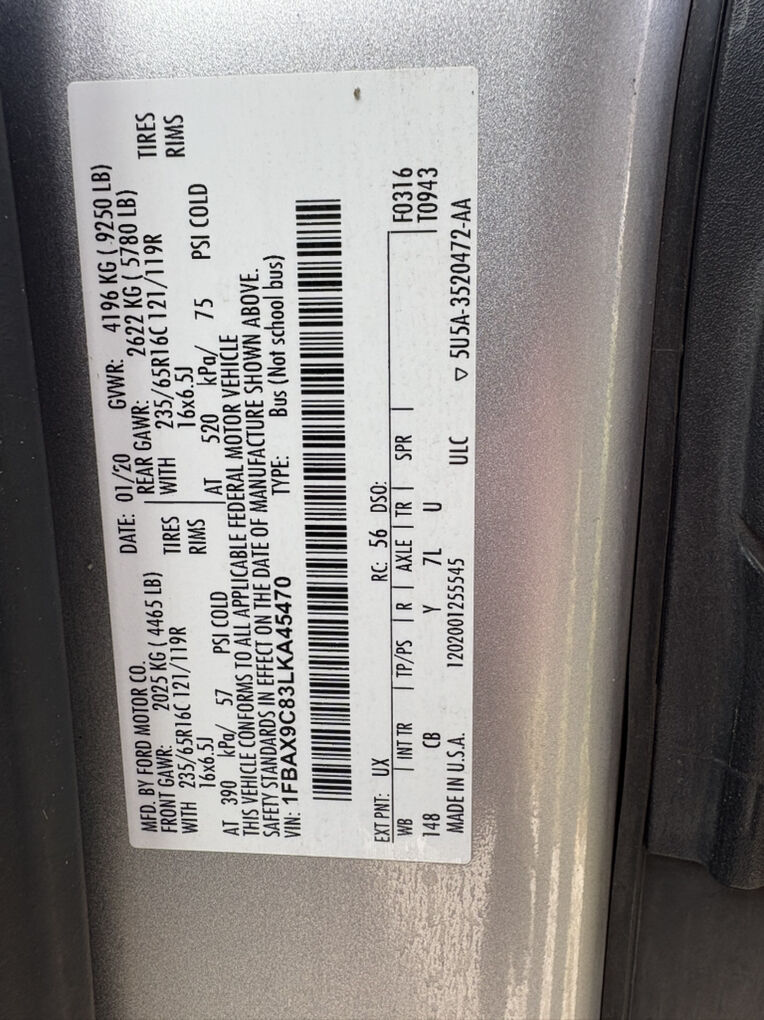 MFD. BY FORD MOTOR CO.
DATE: 01/20 GVWR: 4196 KG ( 9250 LB)
FRONT GAWR: 2025 KG ( 4465 LB) REAR GAWR: 2622 KG ( 5780 LB)
WITH 235/65R16C 121/119R TIRES WITH 235/65R16C 121/119R TIRES
16x6.5J RIMS 16x6.5J RIMS
AT 390 kPa/ 57 PSI COLD AT 520 kPa/ 75 PSI COLD
THIS VEHICLE CONFORMS TO ALL APPLICABLE FEDERAL MOTOR VEHICLE
SAFETY STANDARDS IN EFFECT ON THE DATE OF MANUFACTURE SHOWN ABOVE.
VIN: 1FBAX9C83LKA45470 TYPE: Bus (Not school bus)
EXT PNT: UX RC: 56 DSO:
WB INT TR TP/PS R AXLE TR SPR F0316
148 CB Y 7L U T0943
MADE IN U.S.A. 1202001255545 ULC ▽ 5U5A-3520472-AA